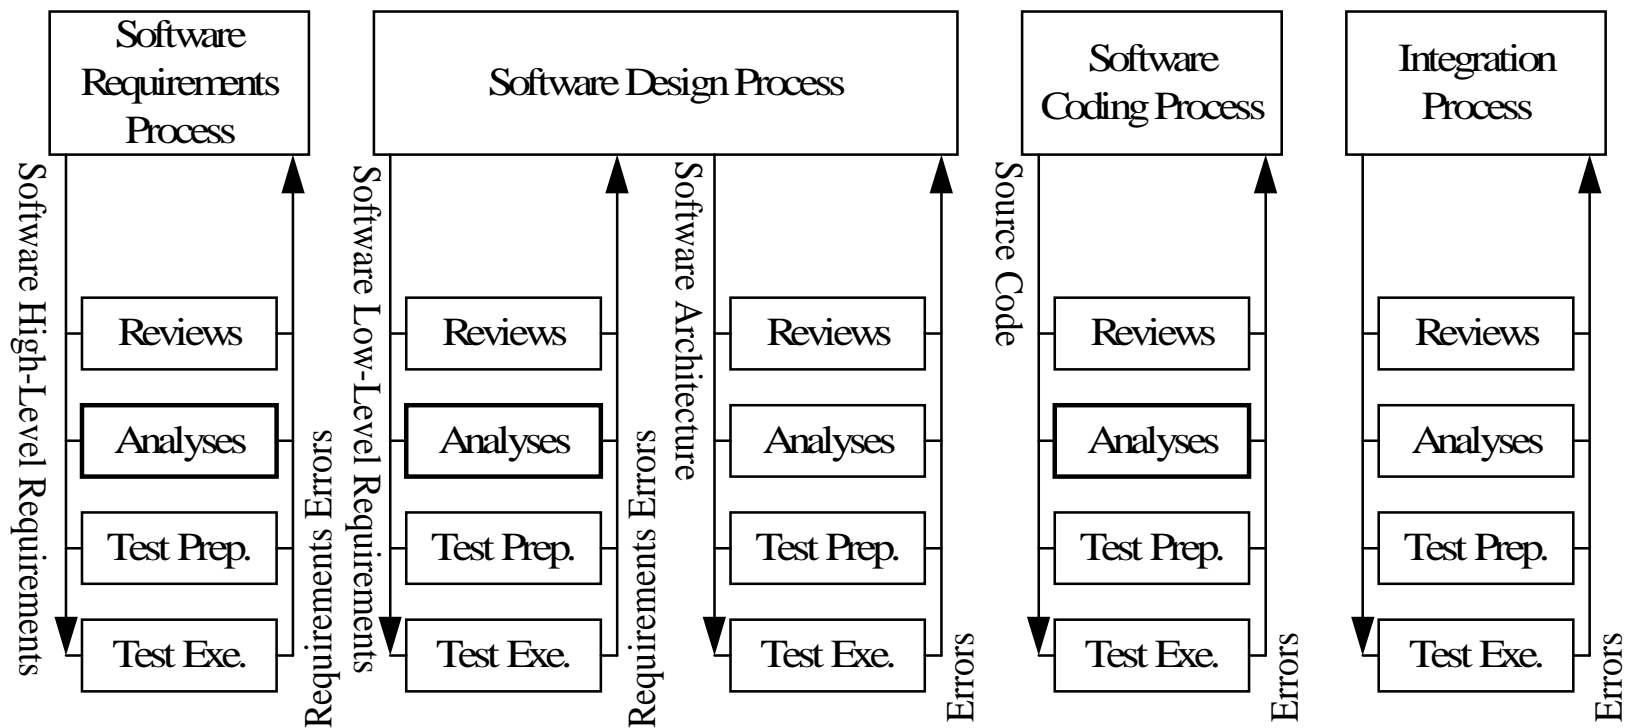 Software
Requirements
Process
Software Design Process
Software
Coding Process
Integration
Process
Software High-Level Requirements
Reviews
Analyses
Test Prep.
Test Exe.
Requirements Errors
Software Low-Level Requirements
Reviews
Analyses
Test Prep.
Test Exe.
Requirements Errors
Software Architecture
Reviews
Analyses
Test Prep.
Test Exe.
Errors
Source Code
Reviews
Analyses
Test Prep.
Test Exe.
Errors
Reviews
Analyses
Test Prep.
Test Exe.
Errors